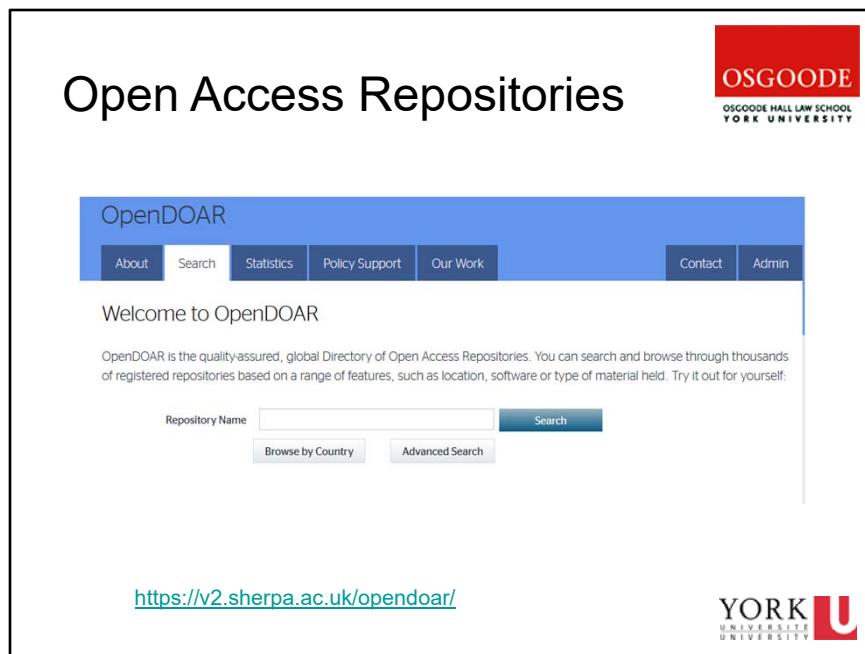 Open Access Repositories
OSGOODE
OSGOODE HALL LAW SCHOOL
YORK UNIVERSITY
OpenDOAR
About Search Statistics Policy Support Our Work Contact Admin
Welcome to OpenDOAR
OpenDOAR is the quality-assured, global Directory of Open Access Repositories. You can search and browse through thousands
of registered repositories based on a range of features, such as location, software or type of material held. Try it out for yourself:
Repository Name Search
Browse by Country Advanced Search
https://v2.sherpa.ac.uk/opendoar/
YORK U
UNIVERSITÉ
UNIVERSITY